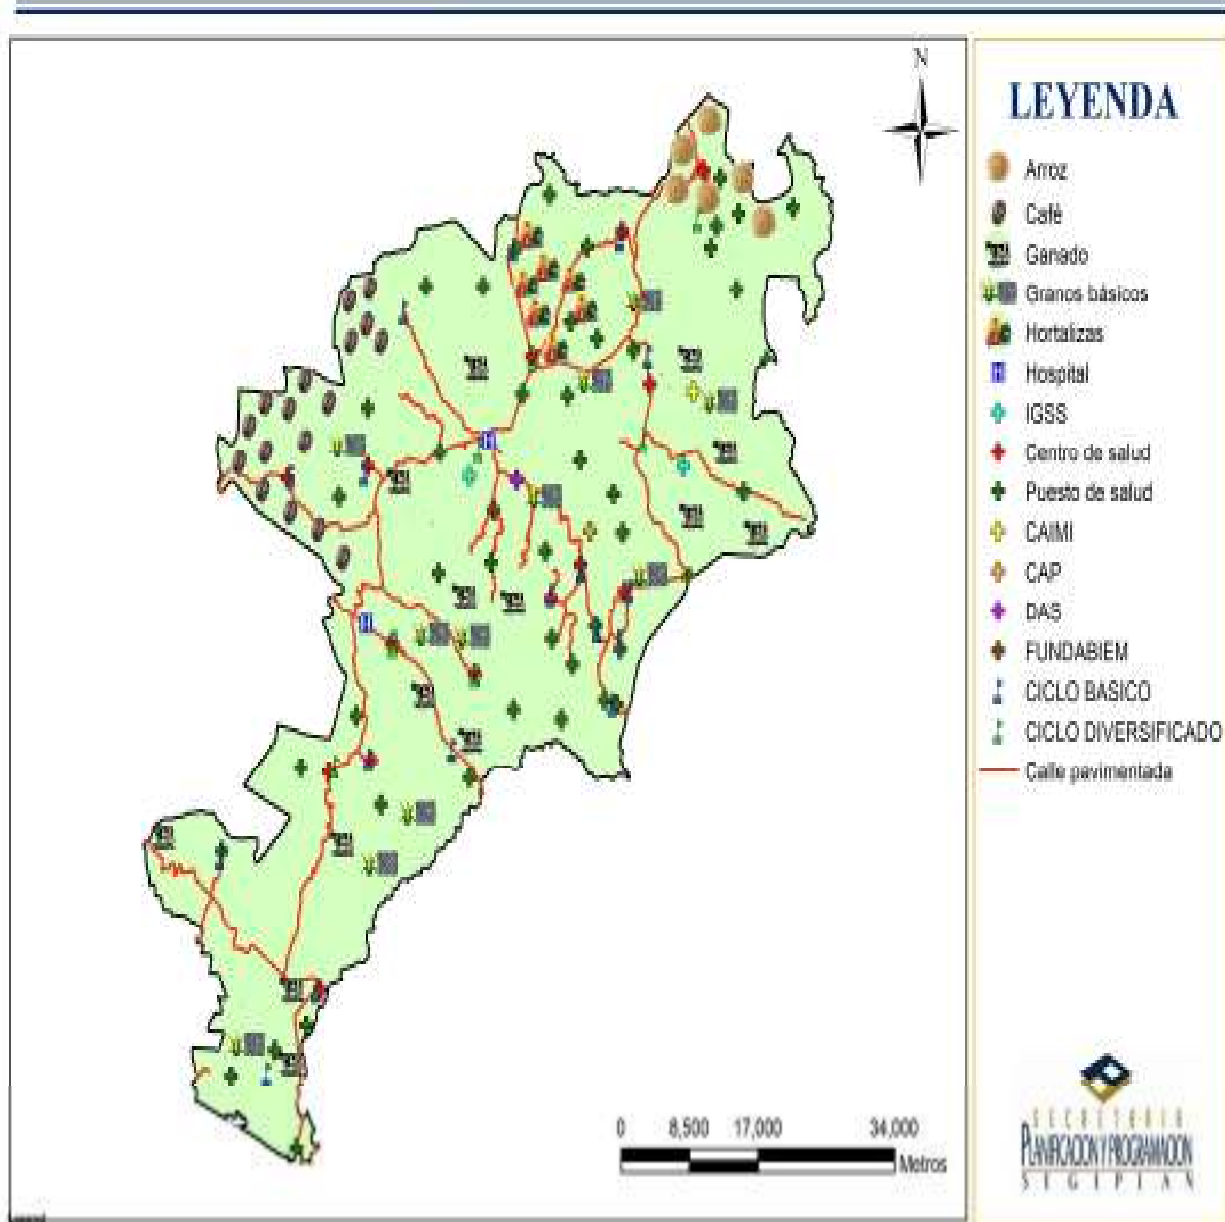 N
LEYENDA
Arroz
Café
Ganado
Granos básicos
Hortalizas
Hospital
IGSS
Centro de salud
Puesto de salud
CAIMI
CAP
DAS
FUNDABIEM
CICLO BASICO
CICLO DIVERSIFICADO
Calle pavimentada
0 8,500 17,000 34,000
Metros
SECRETARIA
PLANIFICACION Y PROGRAMACION
SEGEPLAN